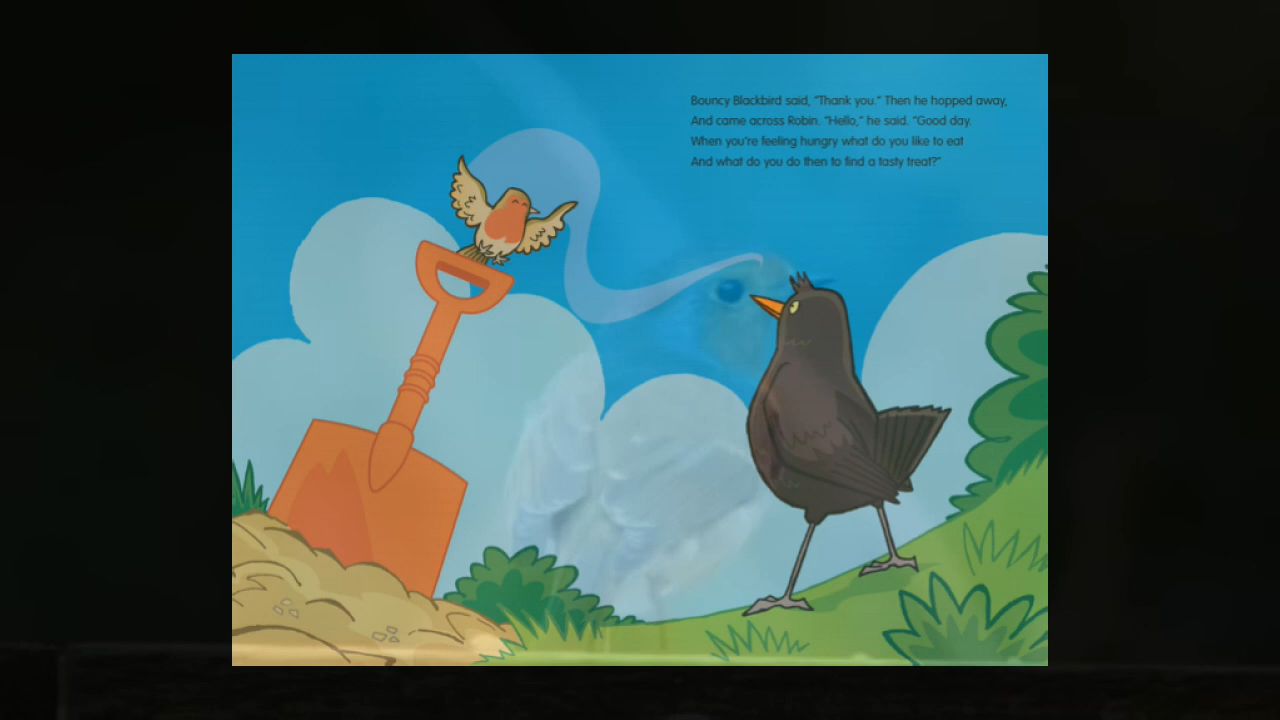 Bouncy Blackbird said, “Thank you.” Then he hopped away,
And came across Robin. “Hello,” he said. “Good day.
When you’re feeling hungry what do you like to eat
And what do you do then to find a tasty treat?”